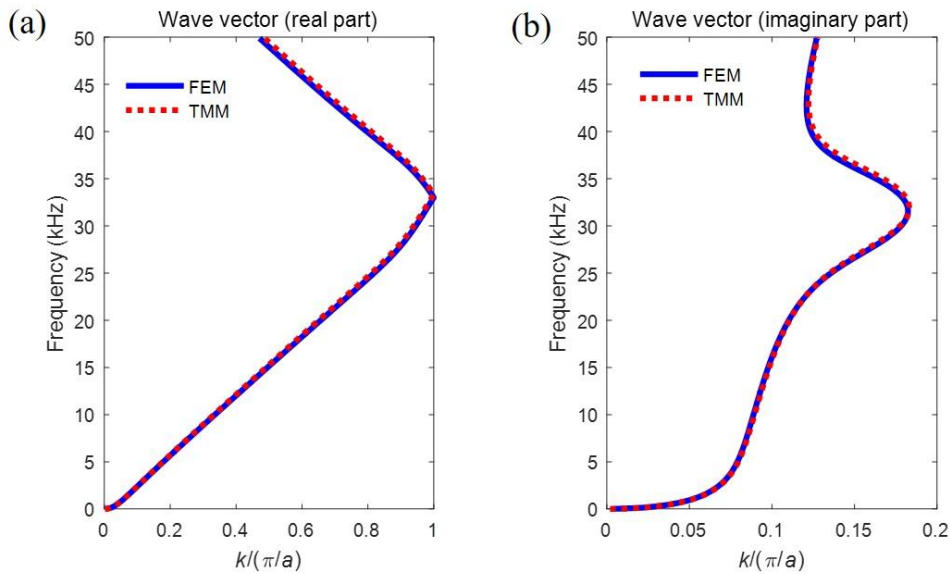 (a)
Wave vector (real part)
50
45
40
35
30
25
20
15
10
5
0
Frequency (kHz)
FEM
TMM
0 0.2 0.4 0.6 0.8 1
k/(π/a)
(b)
Wave vector (imaginary part)
50
45
40
35
30
25
20
15
10
5
0
Frequency (kHz)
FEM
TMM
0 0.05 0.1 0.15 0.2
k/(π/a)